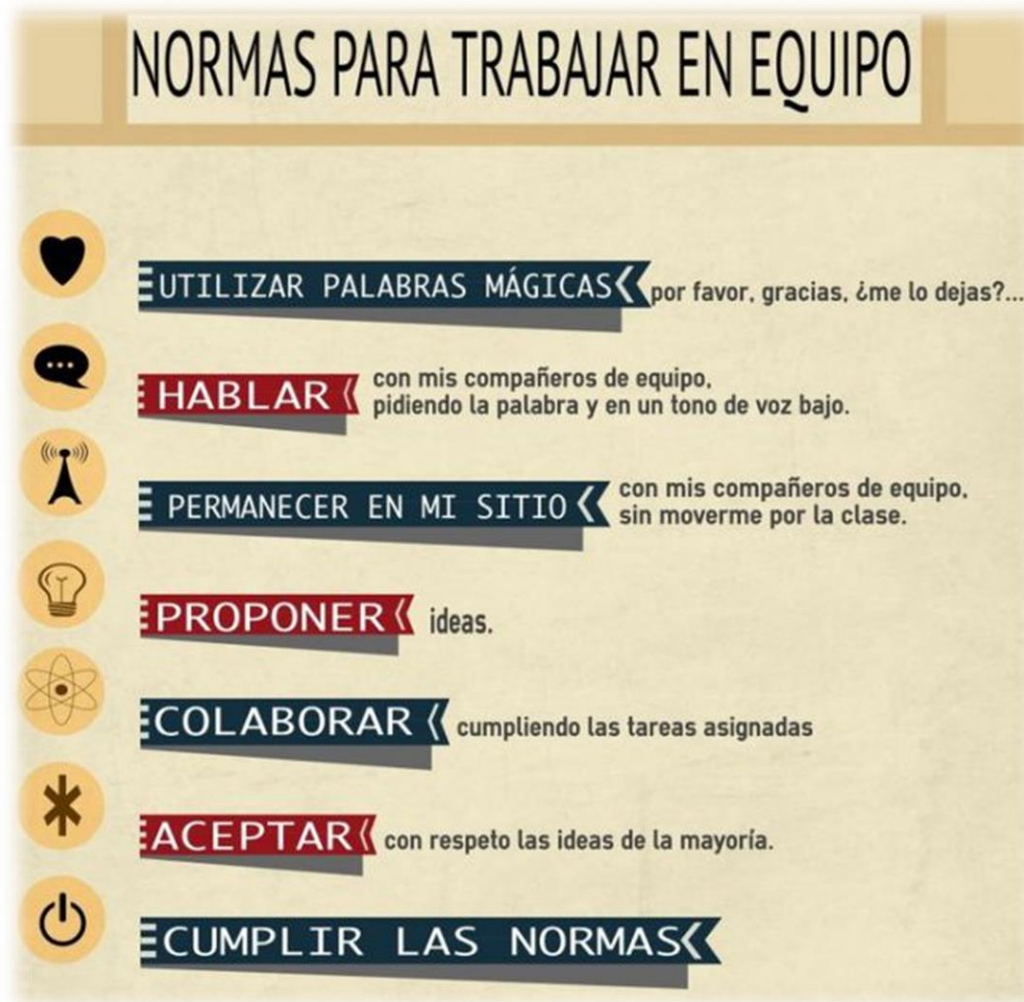 NORMAS PARA TRABAJAR EN EQUIPO
UTILIZAR PALABRAS MÁGICAS por favor, gracias, ¿me lo dejas?...
HABLAR con mis compañeros de equipo,
pidiendo la palabra y en un tono de voz bajo.
PERMANECER EN MI SITIO con mis compañeros de equipo,
sin moverme por la clase.
PROPONER ideas.
COLABORAR cumpliendo las tareas asignadas
ACEPTAR con respeto las ideas de la mayoría.
CUMPLIR LAS NORMAS